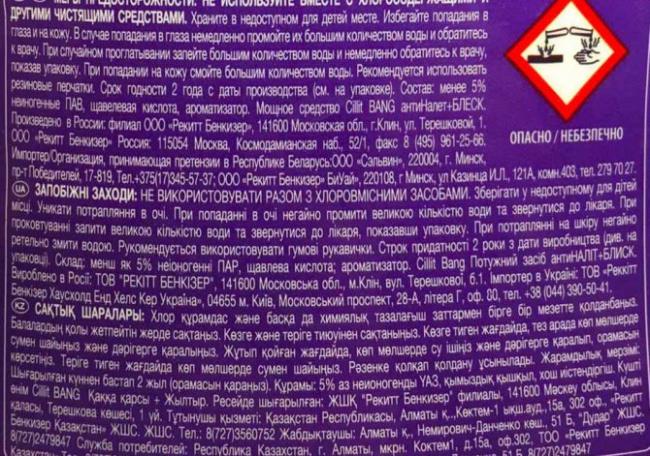 МЕРЫ ПРЕДОСТОРОЖНОСТИ: НЕ ИСПОЛЬЗУЙТЕ ВМЕСТЕ С ХЛОРСОДЕРЖАЩИМИ И
ДРУГИМИ ЧИСТЯЩИМИ СРЕДСТВАМИ. Храните в недоступном для детей месте. Избегайте попадания в
глаза и на кожу. В случае попадания в глаза немедленно промойте их большим количеством воды и обратитесь
к врачу. При случайном проглатывании запейте большим количеством воды и немедленно обратитесь к врачу,
показав упаковку. При попадании на кожу смойте большим количеством воды. Рекомендуется использовать
резиновые перчатки. Срок годности 2 года с даты производства (см. на упаковке). Состав: менее 5%
неионогенные ПАВ, щавелевая кислота, ароматизатор. Мощное средство Cillit BANG антиНалет+БЛЕСК.
Произведено в России: филиал ООО «Рекитт Бенкизер», 141600 Московская обл., г.Клин, ул. Терешковой, 1.
ООО «Рекитт Бенкизер» Россия: 115054 Москва, Космодамианская наб., 52/1, факс 8 (495) 961-25-66.
Импортер/Организация, принимающая претензии в Республике Беларусь:ООО «Сэльвин», 220004, г. Минск,
пр-т Победителей, 17-819. Тел.+375(17)345-57-37; ООО «Рекитт Бенкизер БиУай», 220108, г Минск, ул Казинца И.Л., 121А, комн.403, тел. 279 70 27.
UA ЗАПОБІЖНІ ЗАХОДИ: НЕ ВИКОРИСТОВУВАТИ РАЗОМ З ХЛОРОВМІСНИМИ ЗАСОБАМИ. Зберігати у недоступному для дітей
місці. Уникати потрапляння в очі. При попаданні в очі негайно промити великою кількістю води та звернутися до лікаря. При
проковтуванні запити великою кількістю води та звернутися до лікаря, показавши упаковку. При потраплянні на шкіру негайно
ретельно змити водою. Рукомендується використовувати гумові рукавички. Строк придатності 2 роки з дати виробництва (див. на
упаковці). Склад: менш як 5% неіоногенні ПАР, щавлева кислота; ароматизатор. Cillit Bang Потужний засіб антиНАЛІТ+БЛИСК.
Вироблено в Росії: ТОВ "РЕКІТТ БЕНКІЗЕР", 141600 Московська обл., м.Клін, вул. Терешкової, б.1. Імпортер в Україні: ТОВ «Реккітт
Бенкізер Хаусхолд Енд Хелс Кер Україна», 04655 м. Київ, Московський проспект, 28-А, літера Г, оф. 80, тел. +38 (044) 390-50-41.
KZ САҚТЫҚ ШАРАЛАРЫ: Хлор құрамдас және басқа да химиялық тазалағыш заттармен бірге бір мезетте қолданбаңыз.
Балалардың қолы жетпейтін жерде сақтаңыз. Көзге және теріге тиюүінен сақтаныңыз. Көзге тиген жағдайда, тез арада көп мөлшерде
сумен шайыңыз және дәрігерге қаралыңыз. Жұтып қойған жағдайда, көп мөлшерде су ішіңіз және дәрігерге қаралып, орамасын
көрсетіңіз. Теріге тиген жағдайда көп мөлшерде сумен шайыңыз. Резенке қолқап қолдану ұсынылады. Жарамдылық мерзімі:
Шығарылған күннен бастап 2 жыл (орамасын қараңыз). Құрамы: 5% аз неионогенды УАЗ, қымыздық қышқыл, хош иістендіргіш. Күшті
өнім Cillit BANG Қаққа қарсы + Жылтыр. Ресейде шығарылған: ЖШҚ "Рекитт Бенкизер" филиалы, 141600 Мәскеу облысы, Клин
қаласы, Терешкова көшесі, 1 үй. Тұтынушы қызметі: Қазақстан Республикасы, Алматы қ.,Көктем-1 ықш.ауд.,15а, 302 оф., «Рекитт
Бенкизер Қазақстан» ЖШС. ЖШС. Тел.: 8(727)3560752 Жабдықтаушы: Алматы қ., Немирович-Данченко көш., 51 Б, "Дудар" ЖШС.
8(727)2479847 Служба потребителей: Республика Казахстан, г. Алматы, мкрн. Коктем1, д.15а, оф.302, ТОО «Рекитт Бенкизер
8(727)2479847
ОПАСНО / НЕБЕЗПЕЧНО